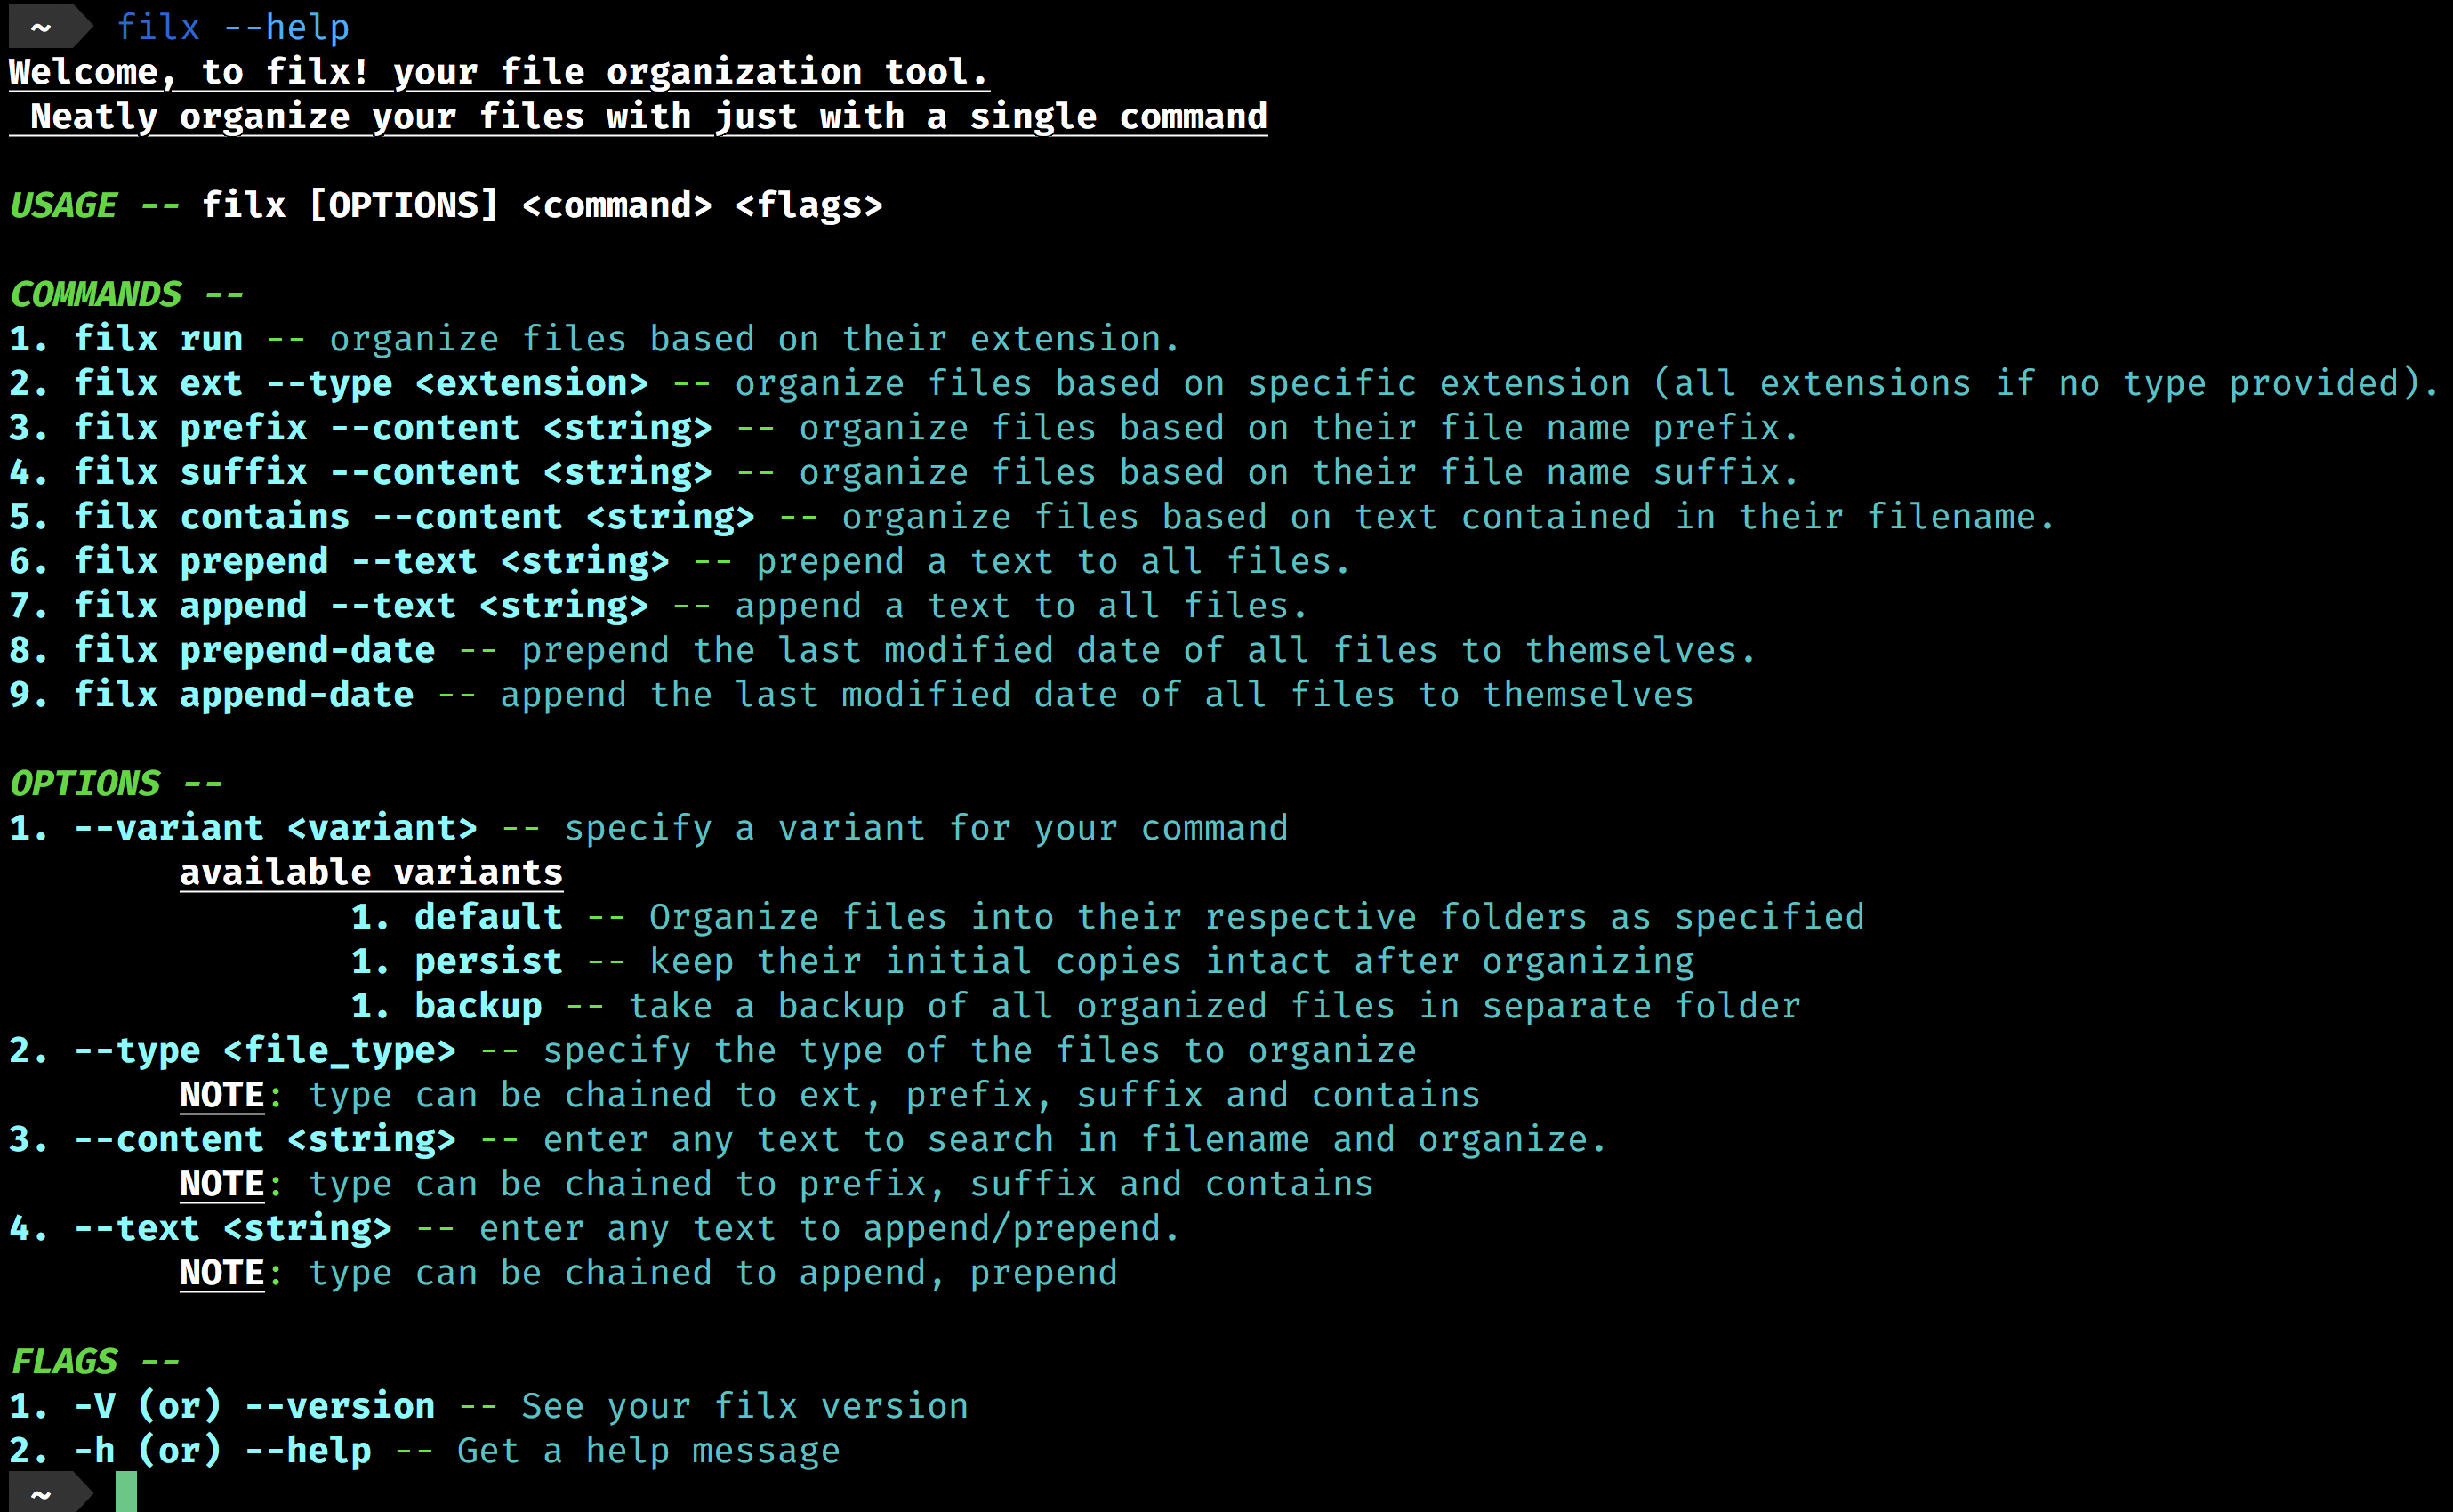 ~ filx --help
Welcome, to filx! your file organization tool.
Neatly organize your files with just with a single command
USAGE -- filx [OPTIONS] <command> <flags>
COMMANDS --
1. filx run -- organize files based on their extension.
2. filx ext --type <extension> -- organize files based on specific extension (all extensions if no type provided).
3. filx prefix --content <string> -- organize files based on their file name prefix.
4. filx suffix --content <string> -- organize files based on their file name suffix.
5. filx contains --content <string> -- organize files based on text contained in their filename.
6. filx prepend --text <string> -- prepend a text to all files.
7. filx append --text <string> -- append a text to all files.
8. filx prepend-date -- prepend the last modified date of all files to themselves.
9. filx append-date -- append the last modified date of all files to themselves
OPTIONS --
1. --variant <variant> -- specify a variant for your command
available variants
1. default -- Organize files into their respective folders as specified
1. persist -- keep their initial copies intact after organizing
1. backup -- take a backup of all organized files in separate folder
2. --type <file_type> -- specify the type of the files to organize
NOTE: type can be chained to ext, prefix, suffix and contains
3. --content <string> -- enter any text to search in filename and organize.
NOTE: type can be chained to prefix, suffix and contains
4. --text <string> -- enter any text to append/prepend.
NOTE: type can be chained to append, prepend
FLAGS --
1. -V (or) --version -- See your filx version
2. -h (or) --help -- Get a help message
~